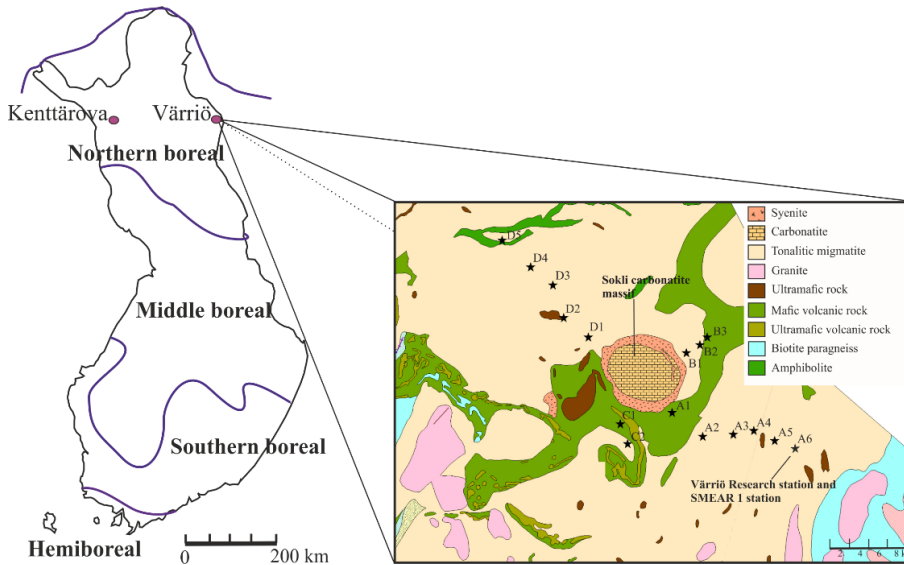 Kenttärova
Värriö
Northern boreal
Middle boreal
Southern boreal
Hemiboreal
0
200 km
D5
D4
D3
D2
D1
Sokli carbonatite
massif
B3
B2
B1
A1
C1
C2
A2
A3
A4
A5
A6
Värriö Research station and
SMEAR 1 station
Syenite
Carbonatite
Tonalitic migmatite
Granite
Ultramafic rock
Mafic volcanic rock
Ultramafic volcanic rock
Biotite paragneiss
Amphibolite
2 4 6 8